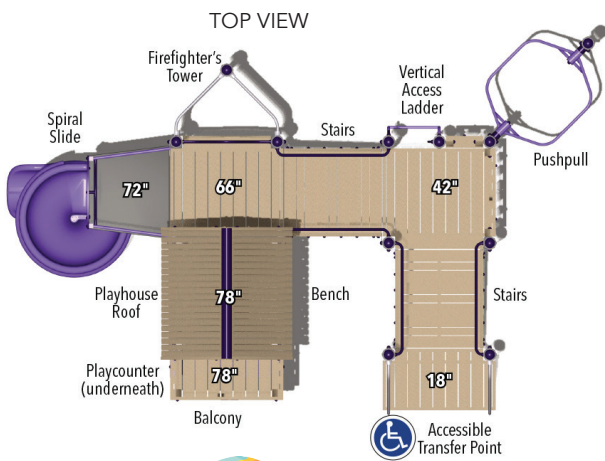 TOP VIEW
Firefighter's
Tower
Vertical
Access
Ladder
Spiral
Slide
Stairs
Pushpull
72"
66"
42"
Playhouse
Roof
78"
Bench
Stairs
Playcounter
(underneath)
78"
18"
Balcony
Accessible
Transfer Point